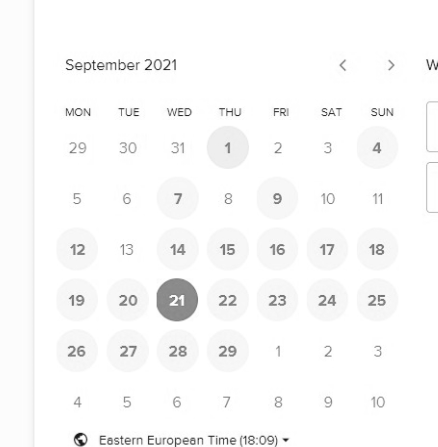 September 2021
W
MON TUE WED THU FRI SAT SUN
29 30 31 1 2 3 4
5 6 7 8 9 10 11
12 13 14 15 16 17 18
19 20 21 22 23 24 25
26 27 28 29 1 2 3
4 5 6 7 8 9 10
Eastern European Time (18:09)